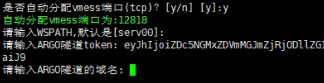 是否自动分配vmess端口(tcp)? [y/n] [y]:y
自动分配vmess端口为:12818
请输入WSPATH,默认是[serv00]:
请输入ARGO隧道token: eyJhIjoiZDc5NGMxZDVmMGJmZjRjODllZG
aiJ9
请输入ARGO隧道的域名: